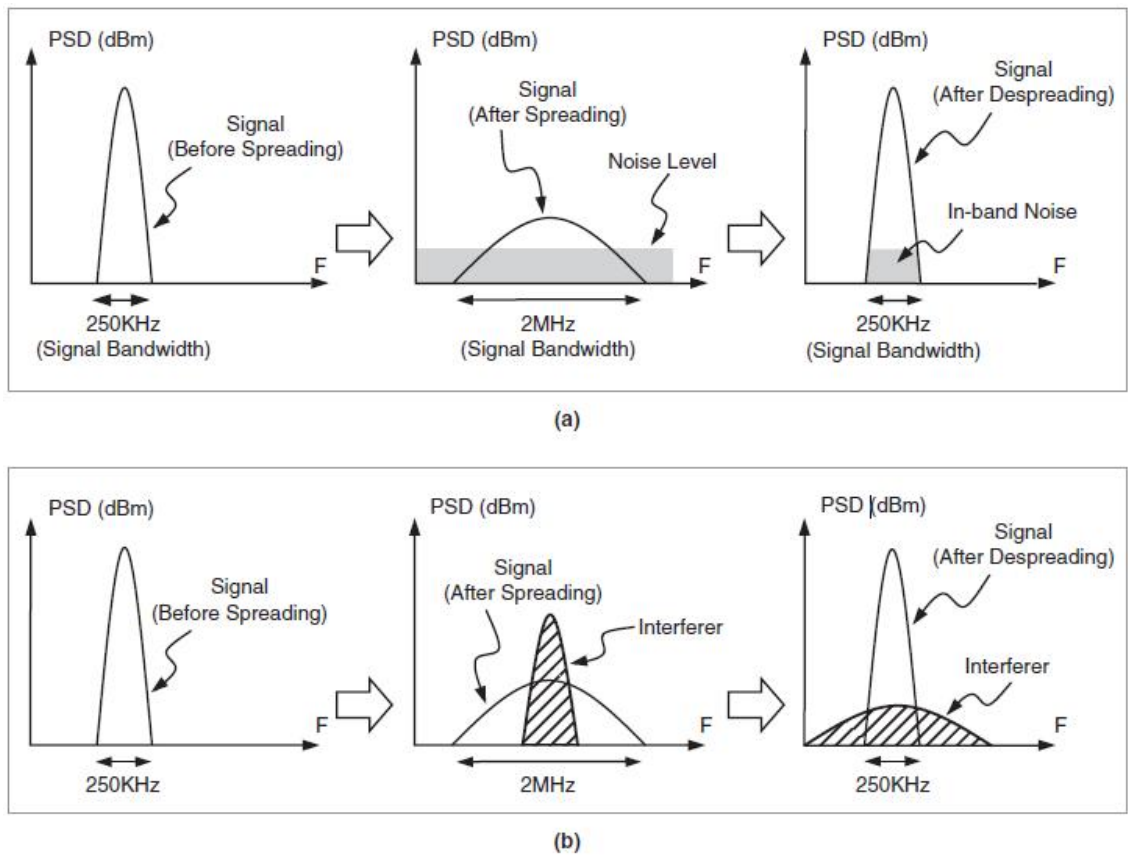 PSD (dBm)
Signal
(Before Spreading)
F
250KHz
(Signal Bandwidth)
PSD (dBm)
Signal
(After Spreading)
Noise Level
F
2MHz
(Signal Bandwidth)
PSD (dBm)
Signal
(After Despreading)
In-band Noise
F
250KHz
(Signal Bandwidth)
(a)
PSD (dBm)
Signal
(Before Spreading)
F
250KHz
PSD (dBm)
Signal
(After Spreading)
Interferer
F
2MHz
PSD (dBm)
Signal
(After Despreading)
Interferer
F
250KHz
(b)